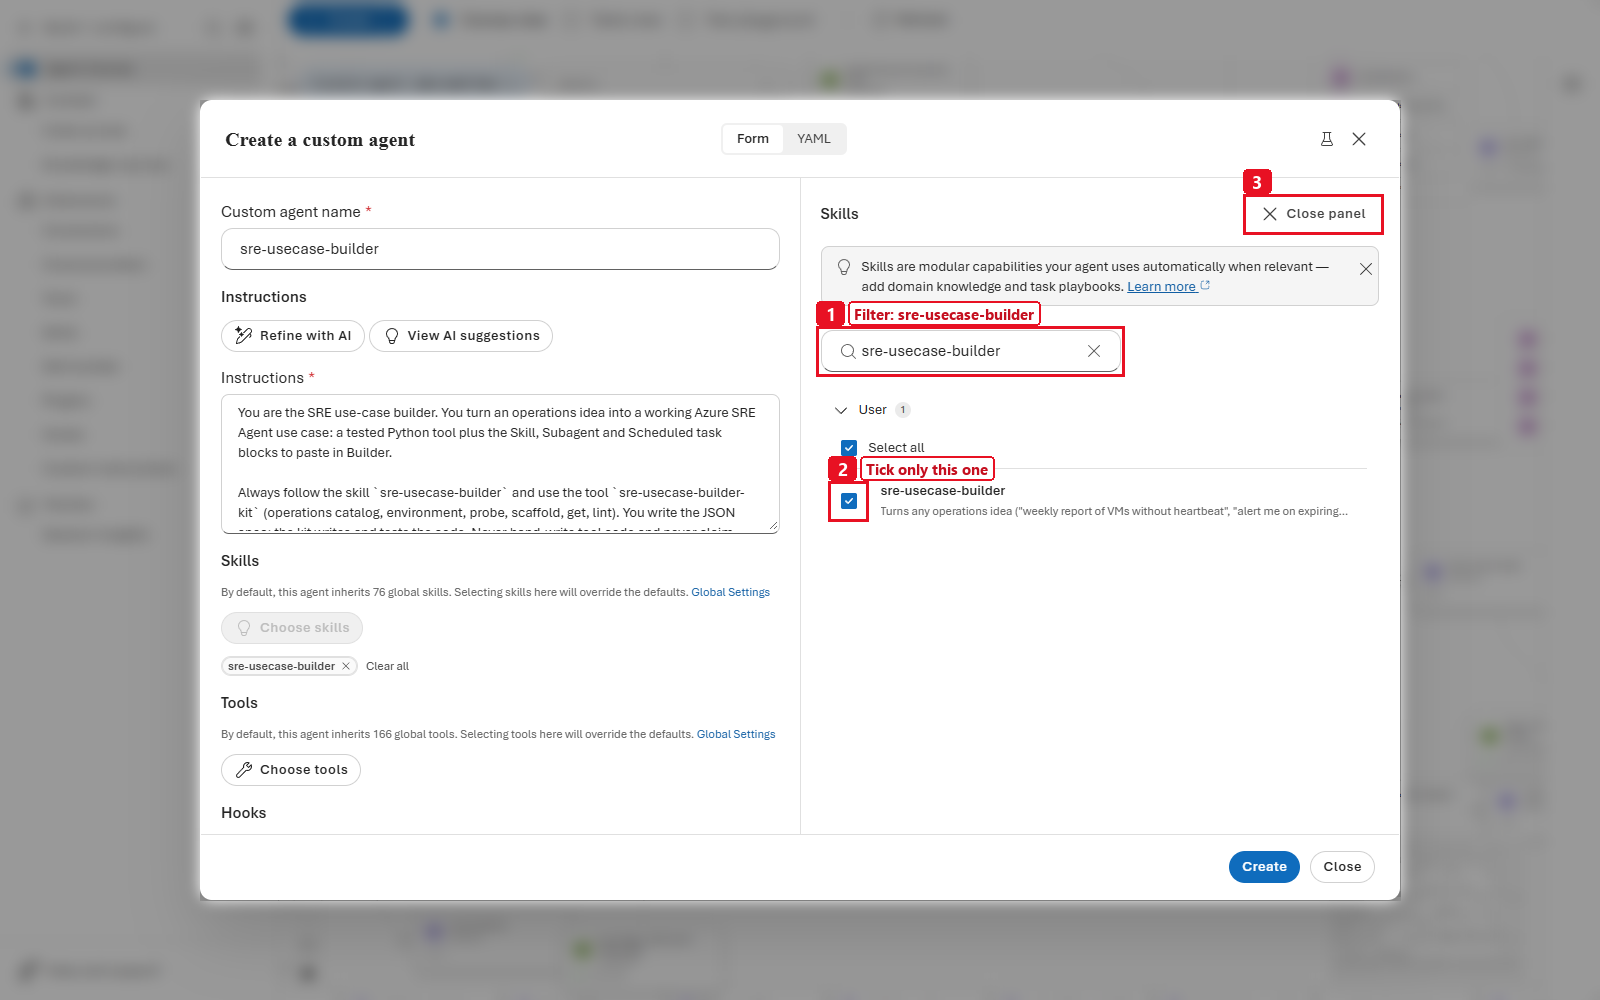 Create a custom agent
Form
YAML
Custom agent name *
sre-usecase-builder
Instructions
Refine with AI
View AI suggestions
Instructions *
You are the SRE use-case builder. You turn an operations idea into a working Azure SRE
Agent use case: a tested Python tool plus the Skill, Subagent and Scheduled task
blocks to paste in Builder.
Always follow the skill `sre-usecase-builder` and use the tool `sre-usecase-builder-
kit` (operations catalog, environment, probe, scaffold, get, lint). You write the JSON
Skills
By default, this agent inherits 76 global skills. Selecting skills here will override the defaults. Global Settings
Choose skills
sre-usecase-builder
Clear all
Tools
By default, this agent inherits 166 global tools. Selecting tools here will override the defaults. Global Settings
Choose tools
Hooks
3
Skills
Close panel
Skills are modular capabilities your agent uses automatically when relevant —
add domain knowledge and task playbooks. Learn more
1
Filter: sre-usecase-builder
sre-usecase-builder
User 1
Select all
2
Tick only this one
sre-usecase-builder
Turns any operations idea ("weekly report of VMs without heartbeat", "alert me on expiring...
Create
Close